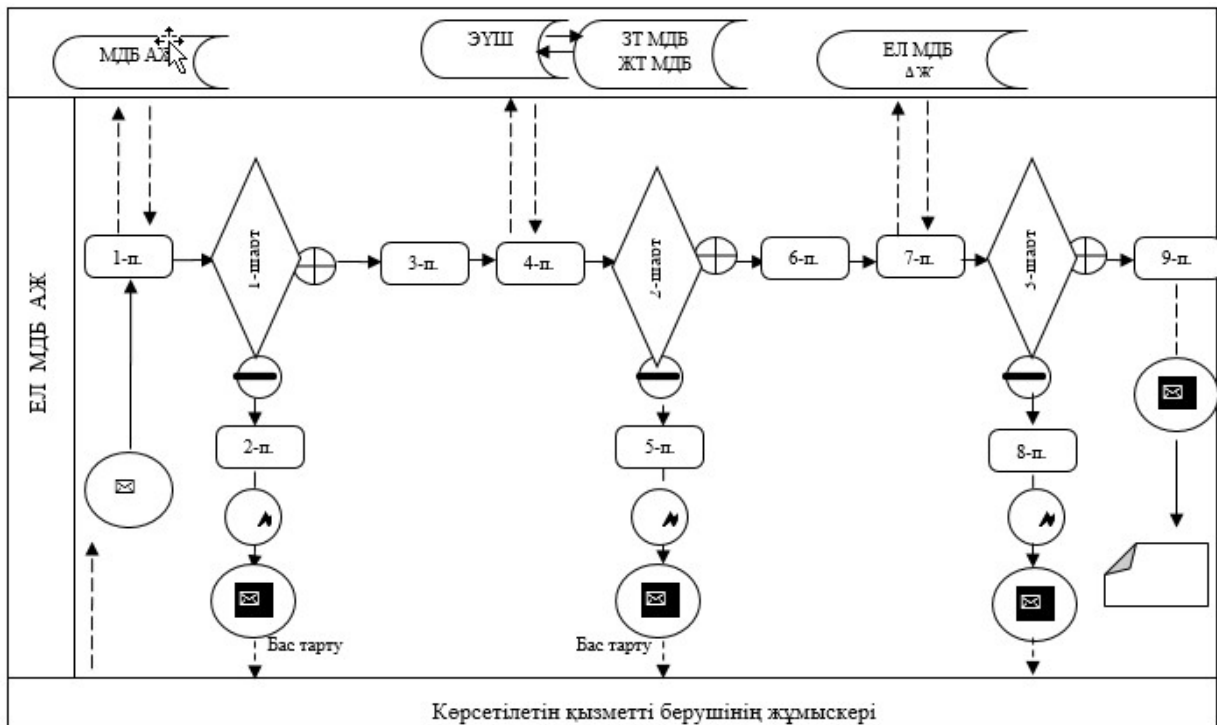 МДБ АЖ
ЭҮШ
ЗТ МДБ
ЖТ МДБ
ЕЛ МДБ
АЖ
ЕЛ МДБ АЖ
1-п.
1-шарт
3-п.
4-п.
2-шарт
6-п.
7-п.
3-шарт
9-п.
2-п.
5-п.
8-п.
Бас тарту
Бас тарту
Көрсетілетін қызметті берушінің жұмыскері